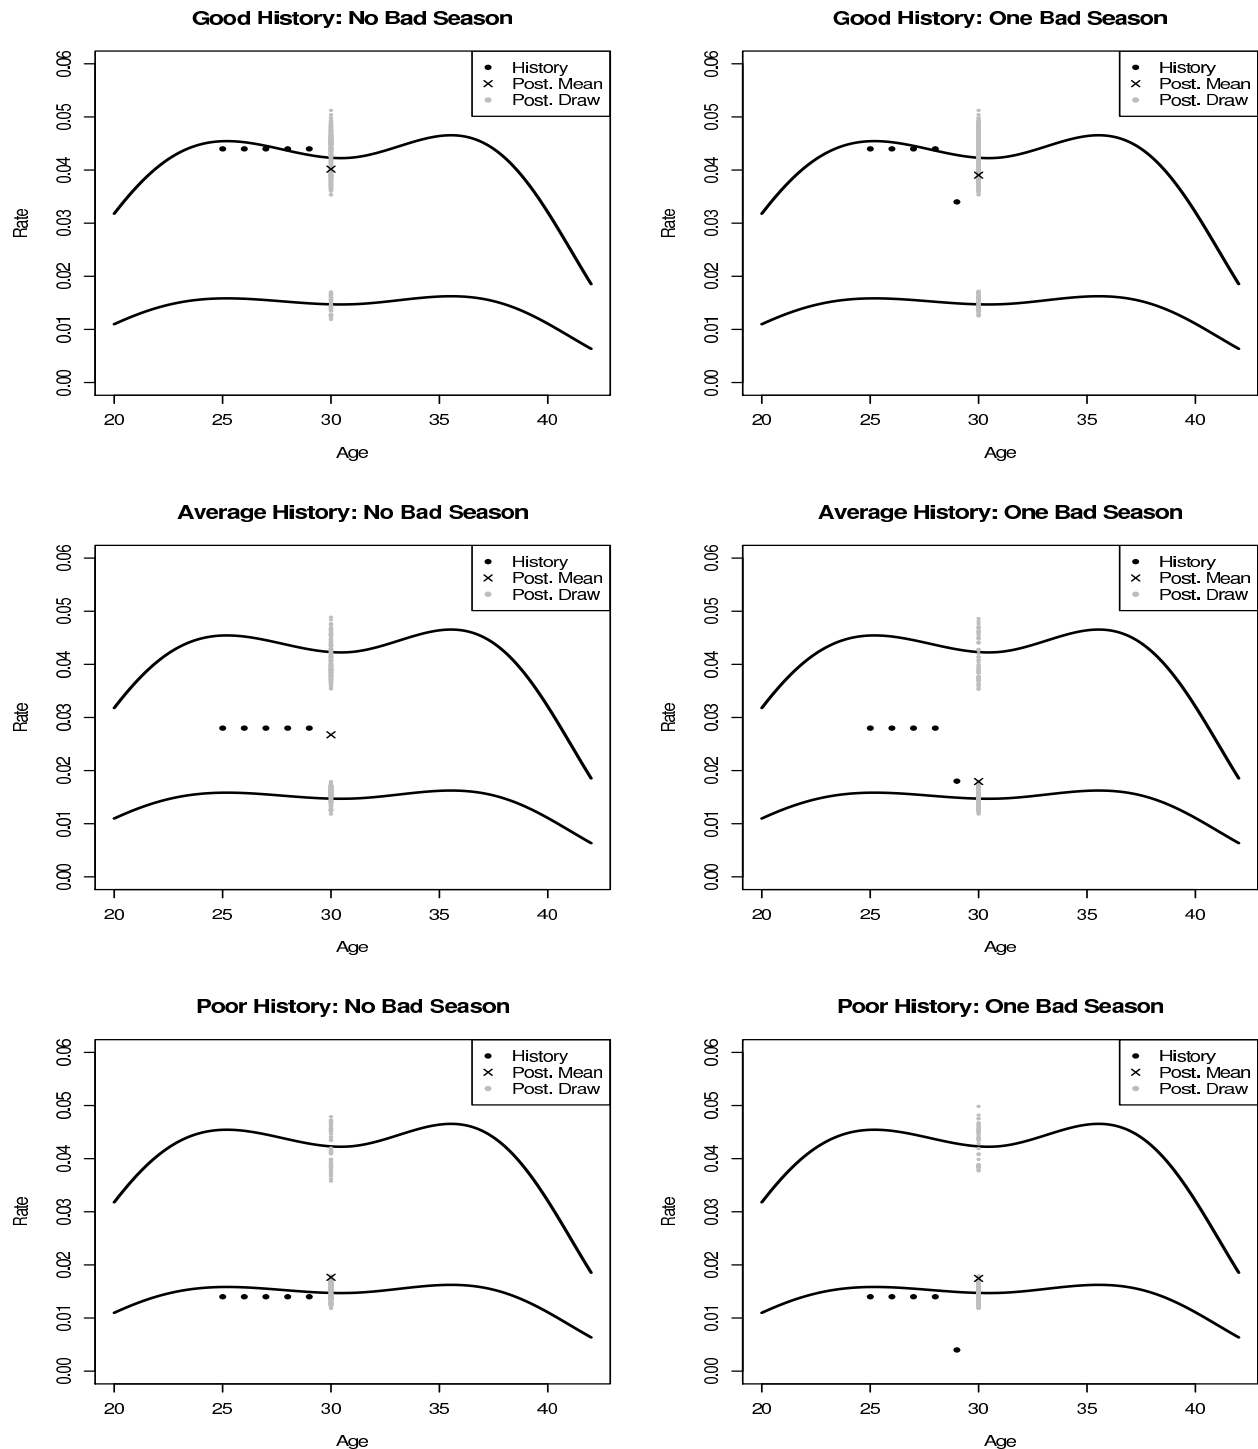 Good History: No Bad Season
History
Post. Mean
Post. Draw
Rate
0.00 0.01 0.02 0.03 0.04 0.05 0.06
20 25 30 35 40
Age
Good History: One Bad Season
History
Post. Mean
Post. Draw
Rate
0.00 0.01 0.02 0.03 0.04 0.05 0.06
20 25 30 35 40
Age
Average History: No Bad Season
History
Post. Mean
Post. Draw
Rate
0.00 0.01 0.02 0.03 0.04 0.05 0.06
20 25 30 35 40
Age
Average History: One Bad Season
History
Post. Mean
Post. Draw
Rate
0.00 0.01 0.02 0.03 0.04 0.05 0.06
20 25 30 35 40
Age
Poor History: No Bad Season
History
Post. Mean
Post. Draw
Rate
0.00 0.01 0.02 0.03 0.04 0.05 0.06
20 25 30 35 40
Age
Poor History: One Bad Season
History
Post. Mean
Post. Draw
Rate
0.00 0.01 0.02 0.03 0.04 0.05 0.06
20 25 30 35 40
Age